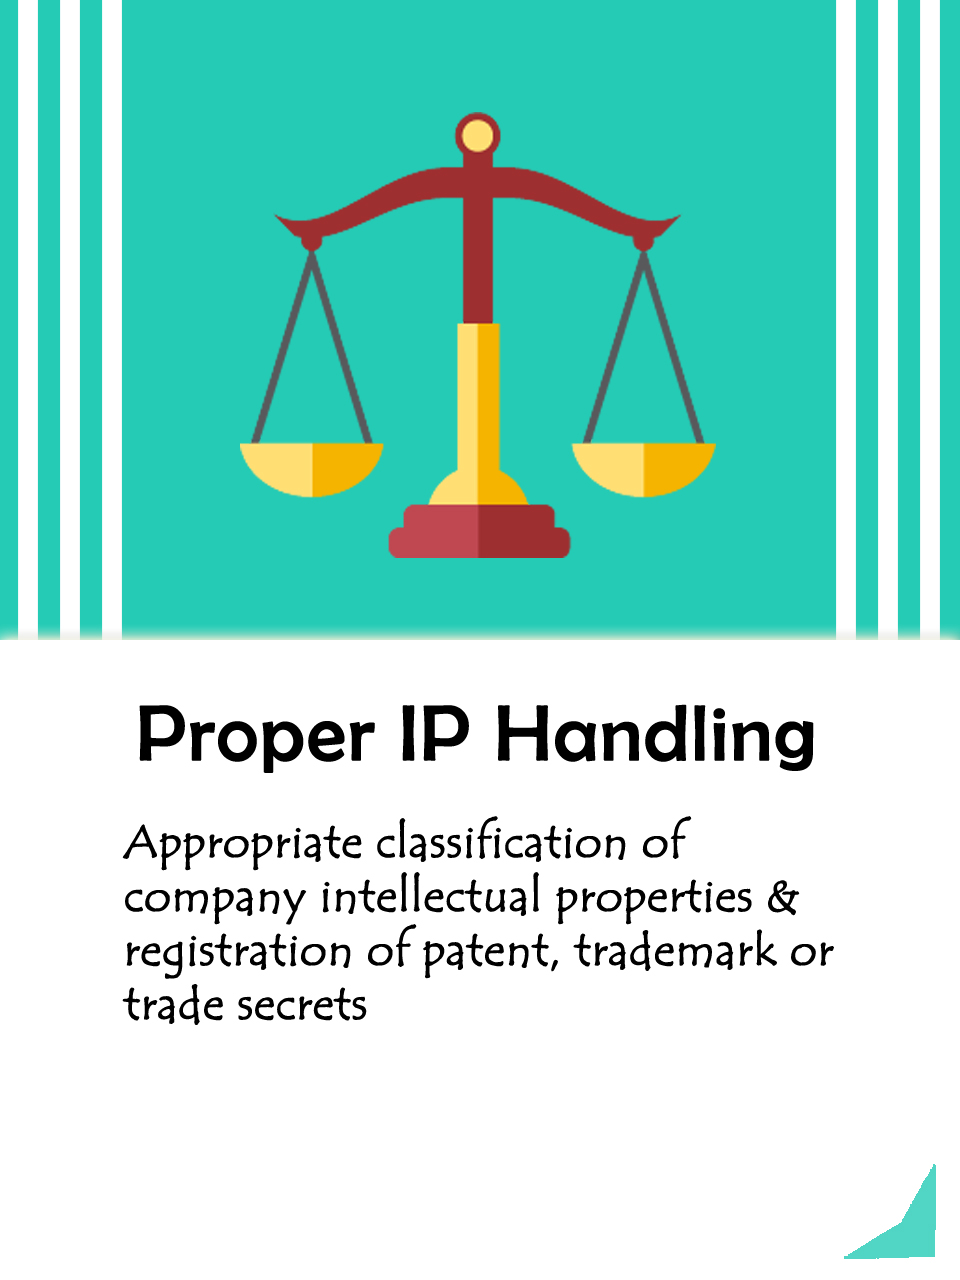 Proper IP Handling
Appropriate classification of
company intellectual properties &
registration of patent, trademark or
trade secrets